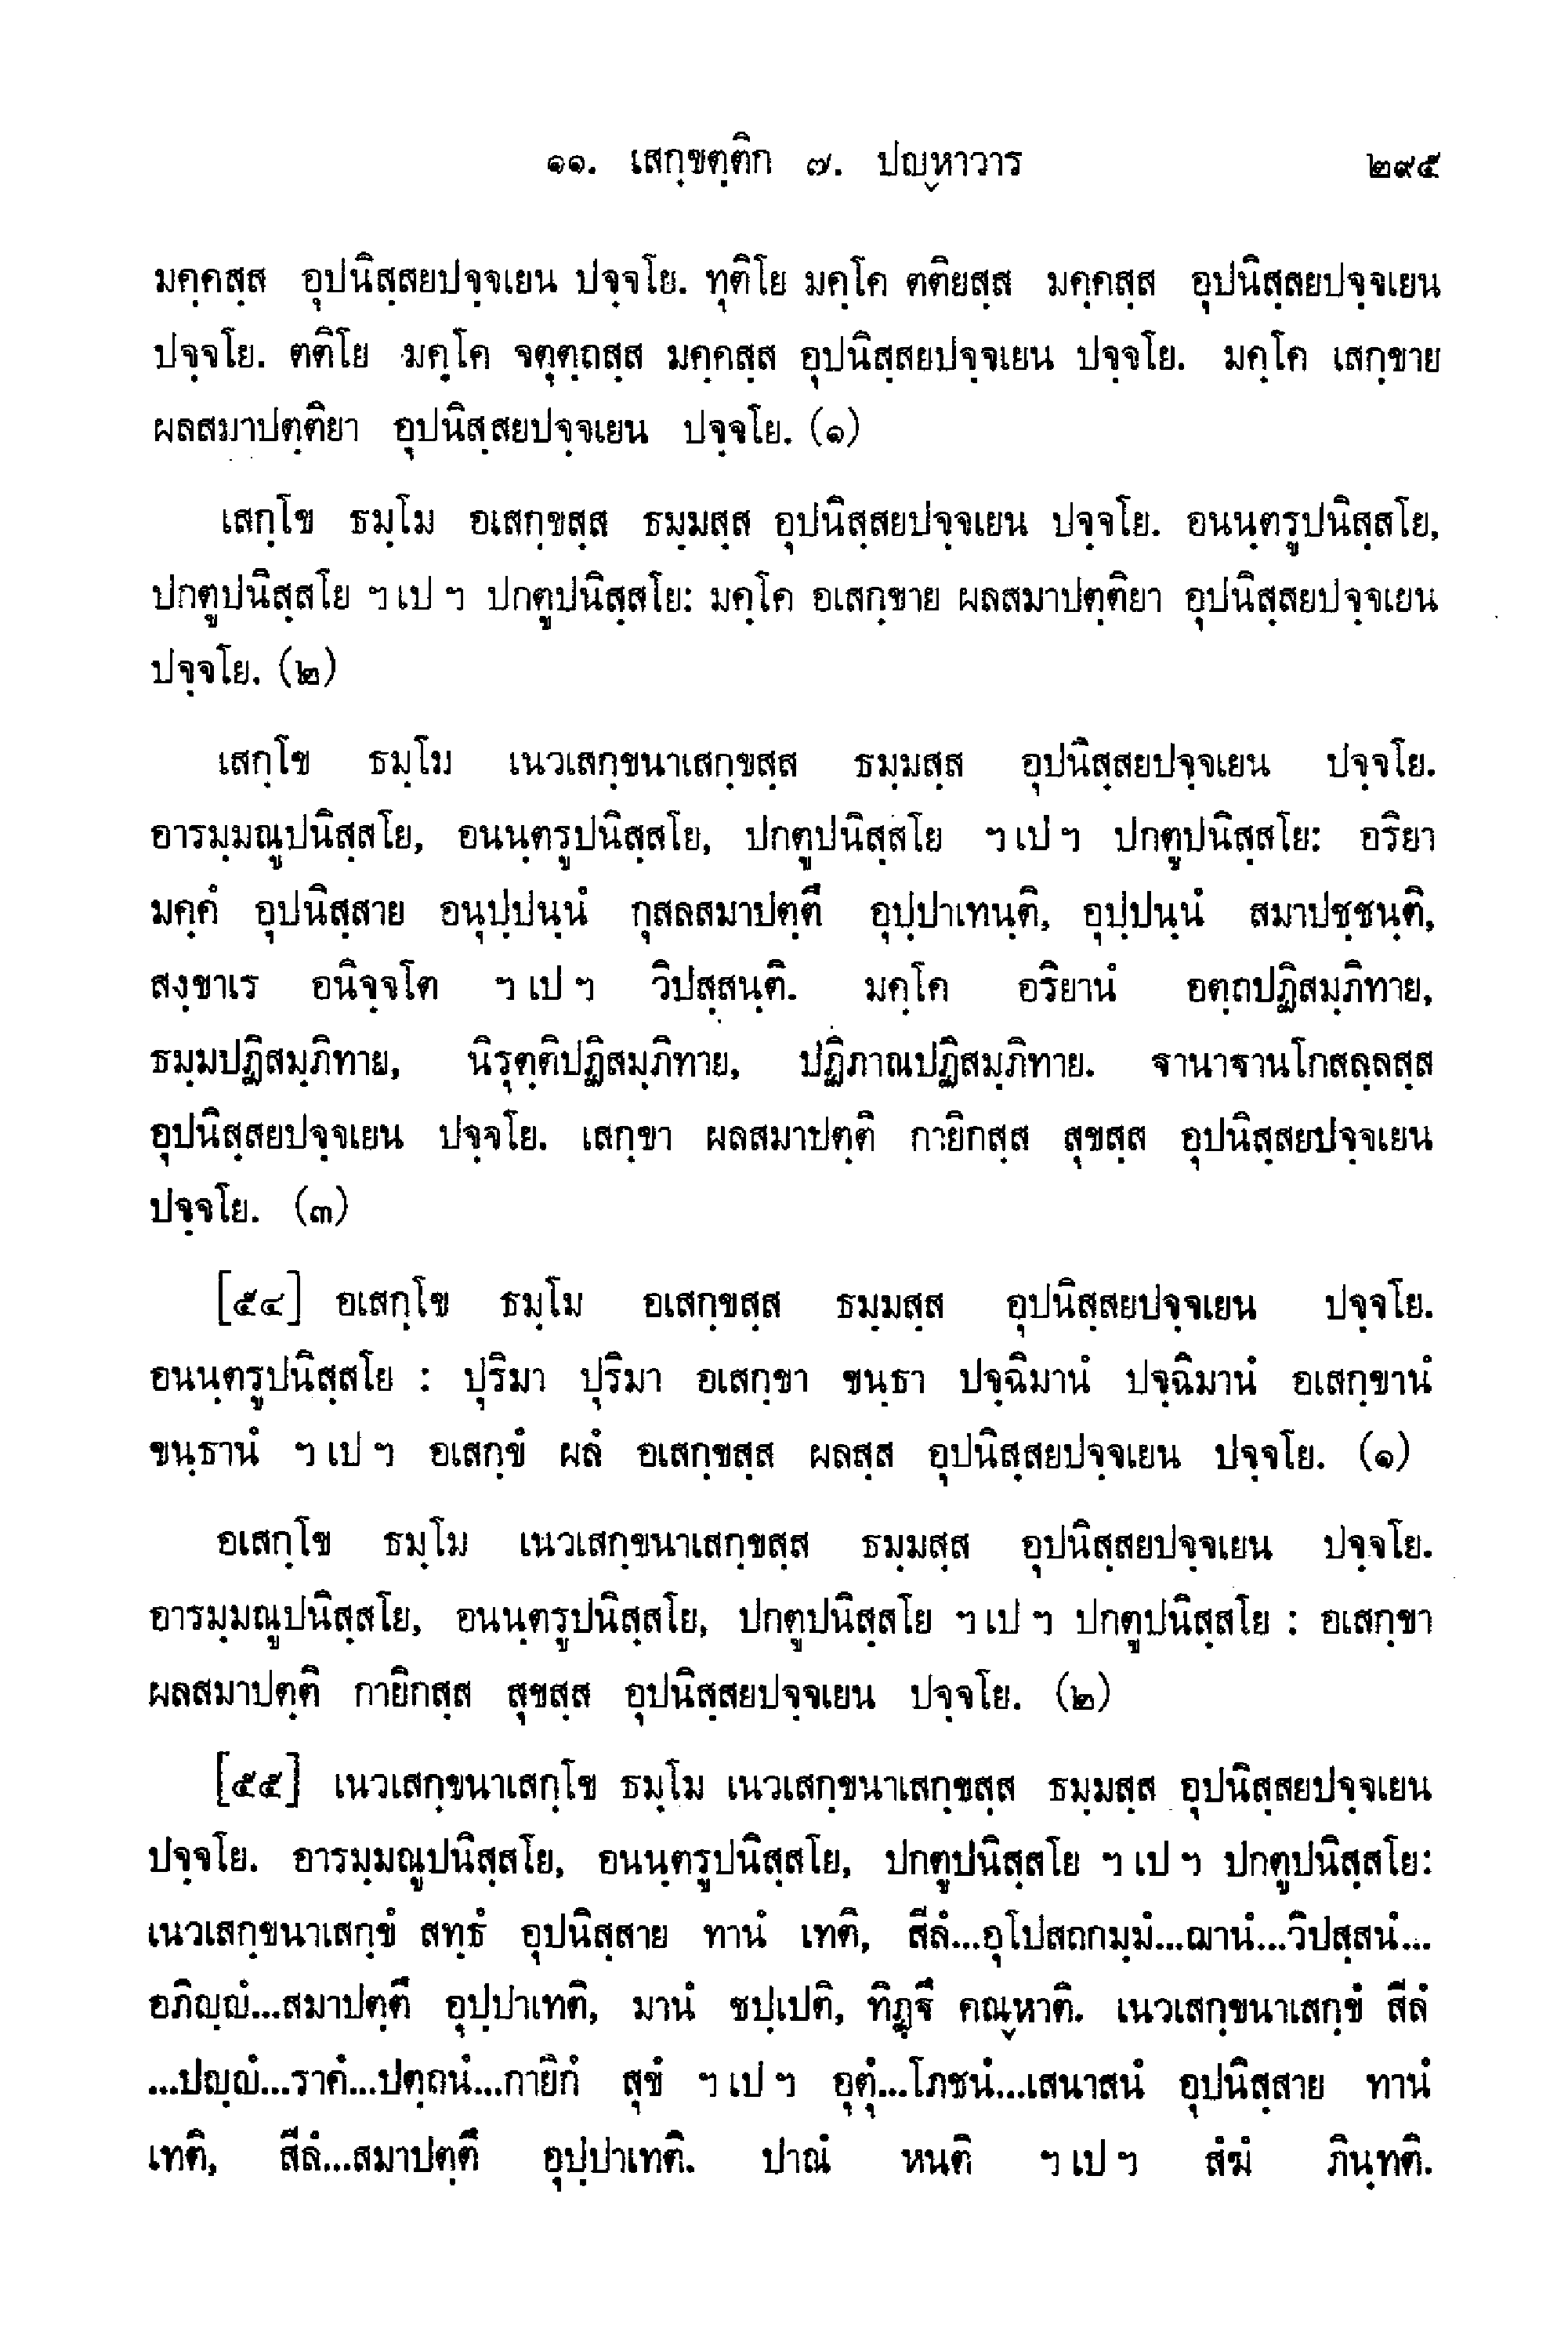 ๑๑. เสกฺขตฺติก ๗. ปญฺหาวาร ๒๙๕
มคฺคสฺส อุปนิสฺสยปจฺจเยน ปจฺจโย. ทุติโย มคฺโค ตติยสฺส มคฺคสฺส อุปนิสฺสยปจฺจเยน
ปจฺจโย. ตติโย มคฺโค จตุตฺถสฺส มคฺคสฺส อุปนิสฺสยปจฺจเยน ปจฺจโย. มคฺโค เสกฺขาย
ผลสมาปตฺติยา อุปนิสฺสยปจฺจเยน ปจฺจโย. (๑)
เสกฺโข ธมฺโม อเสกฺขสฺส ธมฺมสฺส อุปนิสฺสยปจฺจเยน ปจฺจโย. อนนฺตรูปนิสฺสโย,
ปกตูปนิสฺสโย ฯ เป ฯ ปกตูปนิสฺสโย: มคฺโค อเสกฺขาย ผลสมาปตฺติยา อุปนิสฺสยปจฺจเยน
ปจฺจโย. (๒)
เสกฺโข ธมฺโม เนวเสกฺขนาเสกฺขสฺส ธมฺมสฺส อุปนิสฺสยปจฺจเยน ปจฺจโย.
อารมฺมณูปนิสฺสโย, อนนฺตรูปนิสฺสโย, ปกตูปนิสฺสโย ฯ เป ฯ ปกตูปนิสฺสโย: อริยา
มคฺคํ อุปนิสฺสาย อนุปฺปนฺนํ กุสลสมาปตฺตึ อุปฺปาเทนฺติ, อุปฺปนฺนํ สมาปชฺชนฺติ,
สงฺขาเร อนิจฺจโต ฯ เป ฯ วิปสฺสนฺติ. มคฺโค อริยานํ อตฺถปฏิสมฺภิทาย,
ธมฺมปฏิสมฺภิทาย, นิรุตฺติปฏิสมฺภิทาย, ปฏิภาณปฏิสมฺภิทาย. ฐานาฐานโกสลฺลสฺส
อุปนิสฺสยปจฺจเยน ปจฺจโย. เสกฺขา ผลสมาปตฺติ กายิกสฺส สุขสฺส อุปนิสฺสยปจฺจเยน
ปจฺจโย. (๓)
[๕๔] อเสกฺโข ธมฺโม อเสกฺขสฺส ธมฺมสฺส อุปนิสฺสยปจฺจเยน ปจฺจโย.
อนนฺตรูปนิสฺสโย : ปุริมา ปุริมา อเสกฺขา ขนฺธา ปจฺฉิมานํ ปจฺฉิมานํ อเสกฺขานํ
ขนฺธานํ ฯ เป ฯ อเสกฺขํ ผลํ อเสกฺขสฺส ผลสฺส อุปนิสฺสยปจฺจเยน ปจฺจโย. (๑)
อเสกฺโข ธมฺโม เนวเสกฺขนาเสกฺขสฺส ธมฺมสฺส อุปนิสฺสยปจฺจเยน ปจฺจโย.
อารมฺมณูปนิสฺสโย, อนนฺตรูปนิสฺสโย, ปกตูปนิสฺสโย ฯ เป ฯ ปกตูปนิสฺสโย : อเสกฺขา
ผลสมาปตฺติ กายิกสฺส สุขสฺส อุปนิสฺสยปจฺจเยน ปจฺจโย. (๒)
[๕๕] เนวเสกฺขนาเสกฺโข ธมฺโม เนวเสกฺขนาเสกฺขสฺส ธมฺมสฺส อุปนิสฺสยปจฺจเยน
ปจฺจโย. อารมฺมณูปนิสฺสโย, อนนฺตรูปนิสฺสโย, ปกตูปนิสฺสโย ฯ เป ฯ ปกตูปนิสฺสโย:
เนวเสกฺขนาเสกฺขํ สทฺธํ อุปนิสฺสาย ทานํ เทติ, สีลํ...อุโปสถกมฺมํ...ฌานํ...วิปสฺสนํ...
อภิญฺญํ...สมาปตฺตึ อุปฺปาเทติ, มานํ ชปฺเปติ, ทิฏฺฐึ คณฺหาติ. เนวเสกฺขนาเสกฺขํ สีลํ
...ปญฺญํ...ราคํ...ปตฺถนํ...กายิกํ สุขํ ฯ เป ฯ อุตุํ...โภชนํ...เสนาสนํ อุปนิสฺสาย ทานํ
เทติ, สีลํ...สมาปตฺตึ อุปฺปาเทติ. ปาณํ หนติ ฯ เป ฯ สํฆํ ภินฺทติ.